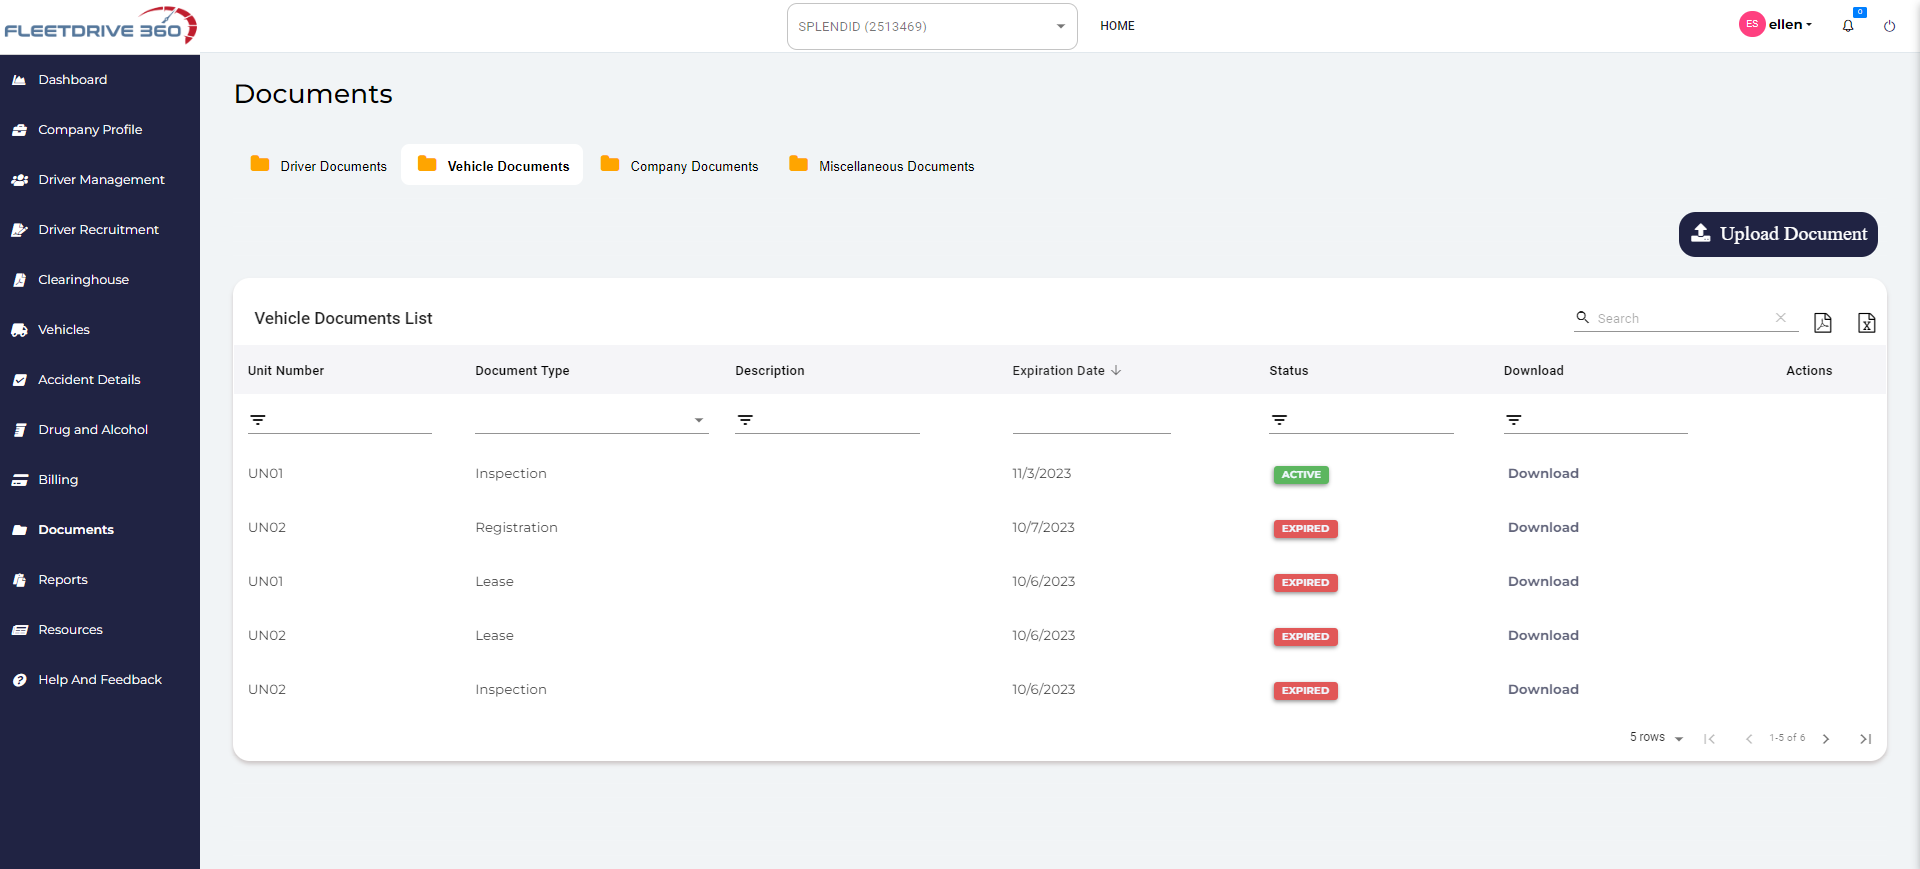 FLEETDRIVE 360
SPLENDID (2513469)
HOME
ES ellen
0
Dashboard
Company Profile
Driver Management
Driver Recruitment
Clearinghouse
Vehicles
Accident Details
Drug and Alcohol
Billing
Documents
Reports
Resources
Help And Feedback
Documents
Driver Documents Vehicle Documents Company Documents Miscellaneous Documents
Upload Document
Vehicle Documents List
Search
Unit Number Document Type Description Expiration Date Status Download Actions
UN01 Inspection 11/3/2023 ACTIVE Download
UN02 Registration 10/7/2023 EXPIRED Download
UN01 Lease 10/6/2023 EXPIRED Download
UN02 Lease 10/6/2023 EXPIRED Download
UN02 Inspection 10/6/2023 EXPIRED Download
5 rows 1-5 of 6